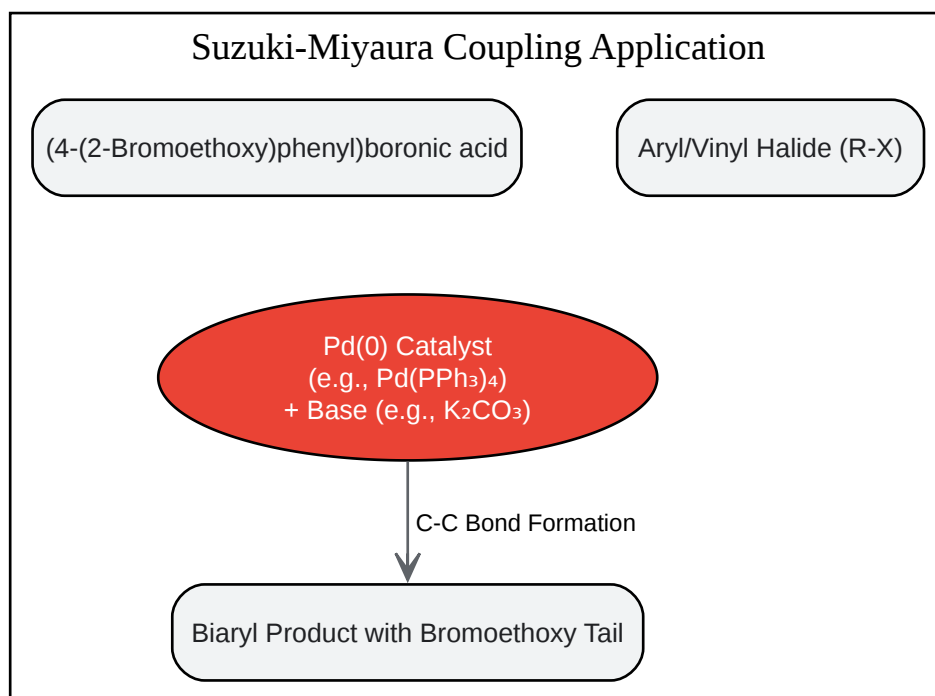 Suzuki-Miyaura Coupling Application
(4-(2-Bromoethoxy)phenyl)boronic acid
Aryl/Vinyl Halide (R-X)
Pd(0) Catalyst
(e.g., Pd(PPh₃)₄)
+ Base (e.g., K₂CO₃)
C-C Bond Formation
Biaryl Product with Bromoethoxy Tail